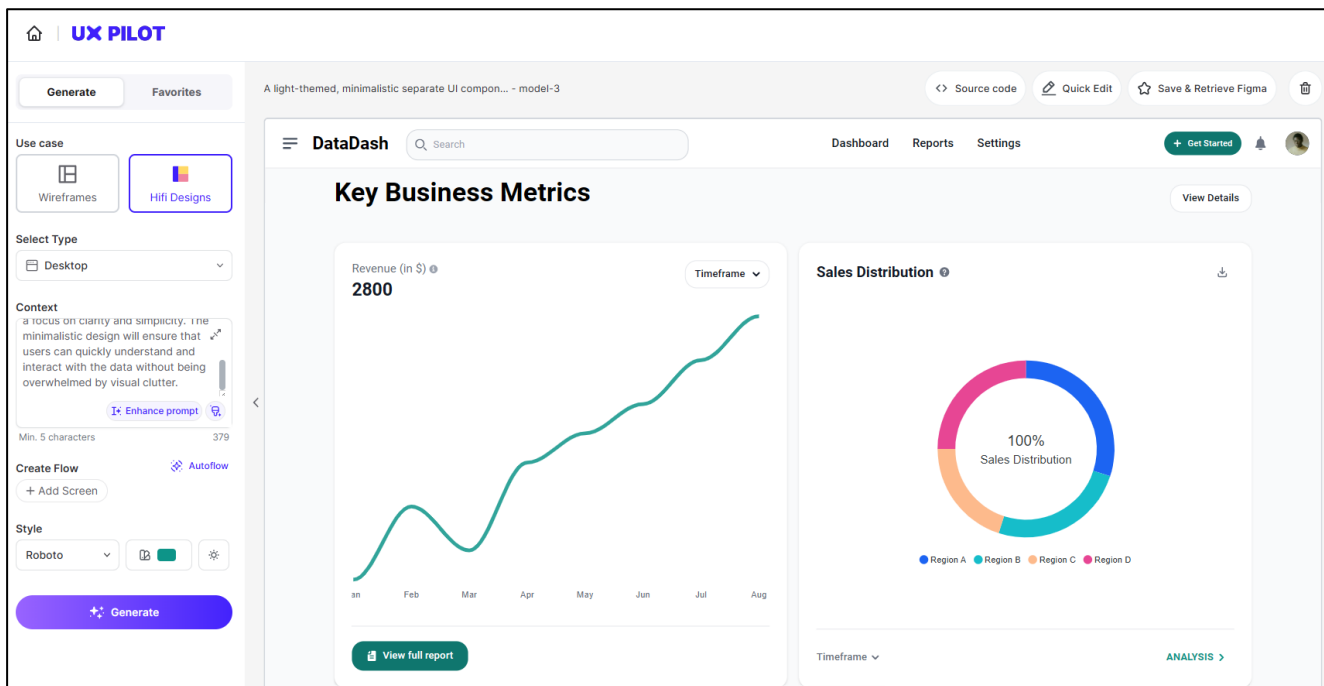 UX PILOT
Generate
Favorites
A light-themed, minimalistic separate UI compon... - model-3
<> Source code
Quick Edit
Save & Retrieve Figma
Use case
Wireframes
Hifi Designs
Select Type
Desktop
Context
a focus on clarity and simplicity. The
minimalistic design will ensure that
users can quickly understand and
interact with the data without being
overwhelmed by visual clutter.
Enhance prompt
Min. 5 characters
379
Create Flow
Autoflow
+ Add Screen
Style
Roboto
Generate
DataDash
Search
Dashboard
Reports
Settings
+ Get Started
Key Business Metrics
View Details
Revenue (in $)
2800
Timeframe
an
Feb
Mar
Apr
May
Jun
Jul
Aug
View full report
Sales Distribution
100%
Sales Distribution
Region A
Region B
Region C
Region D
Timeframe
ANALYSIS >